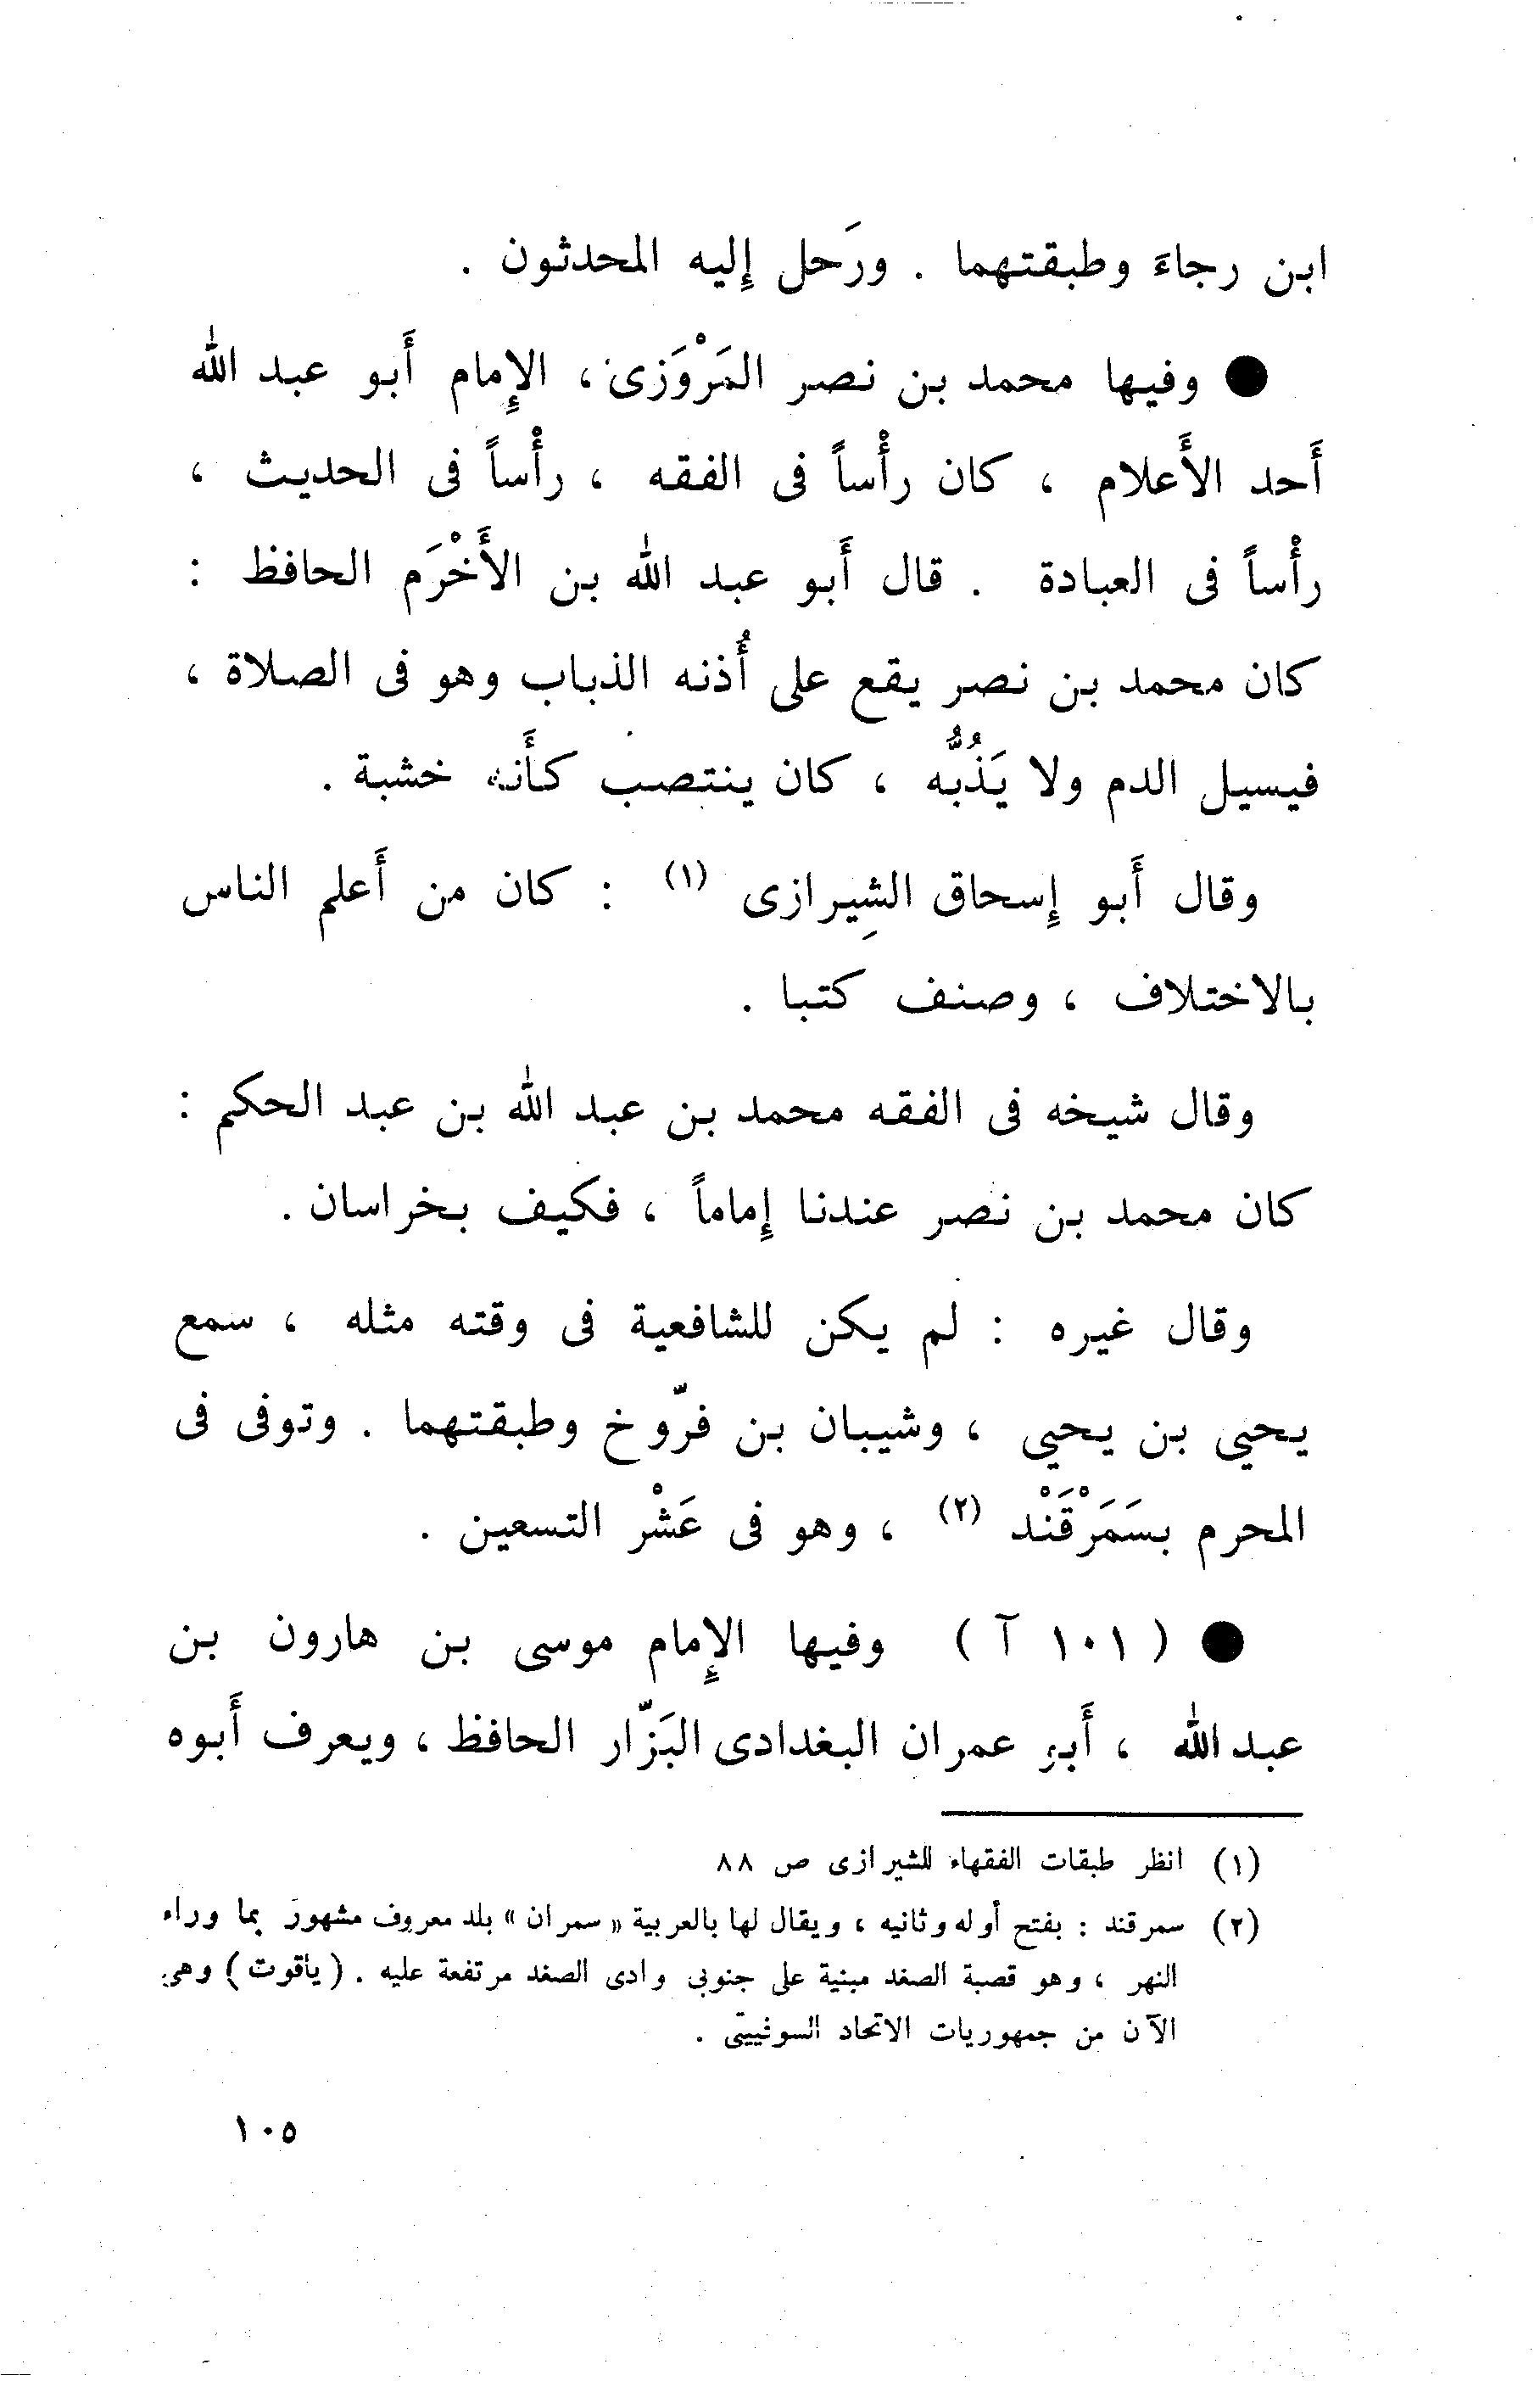 ابن رجاءَ وطبقتهما . ورَحل إليه المحدثون .
● وفيها محمد بن نصر المَرْوَزى ، الإمام أَبو عبد الله
أَحد الأَعلام ، كان رأْساً فى الفقه ، رأْساً فى الحديث ،
رأْساً فى العبادة . قال أَبو عبد الله بن الأَخْرَم الحافظ :
كان محمد بن نصر يقع على أُذنه الذباب وهو فى الصلاة ،
فيسيل الدم ولا يَذُبُّه ، كان ينتصب كأَنه خشبة .
وقال أَبو إسحاق الشِيرازى (١) : كان من أَعلم الناس
بالاختلاف ، وصنف كتبا .
وقال شيخه فى الفقه محمد بن عبد الله بن عبد الحكم :
كان محمد بن نصر عندنا إماماً ، فكيف بخراسان .
وقال غيره : لم يكن للشافعية فى وقته مثله ، سمع
يحيى بن يحيى ، وشيبان بن فرّوخ وطبقتهما . وتوفى فى
المحرم بسَمَرْقَنْد (٢) ، وهو فى عَشْر التسعين .
● ( ١٠١ آ ) وفيها الإمام موسى بن هارون بن
عبد الله ، أَبو عمران البغدادى البَزّار الحافظ ، ويعرف أَبوه
(١) انظر طبقات الفقهاء للشيرازى ص ٨٨
(٢) سمرقند : بفتح أوله وثانيه ، ويقال لها بالعربية « سمران » بلد معروف مشهور بما وراء
النهر ، وهو قصبة الصغد مبنية على جنوبى وادى الصغد مرتفعة عليه . ( ياقوت ) وهى
الآن من جمهوريات الاتحاد السوڤييتى .
١٠٥